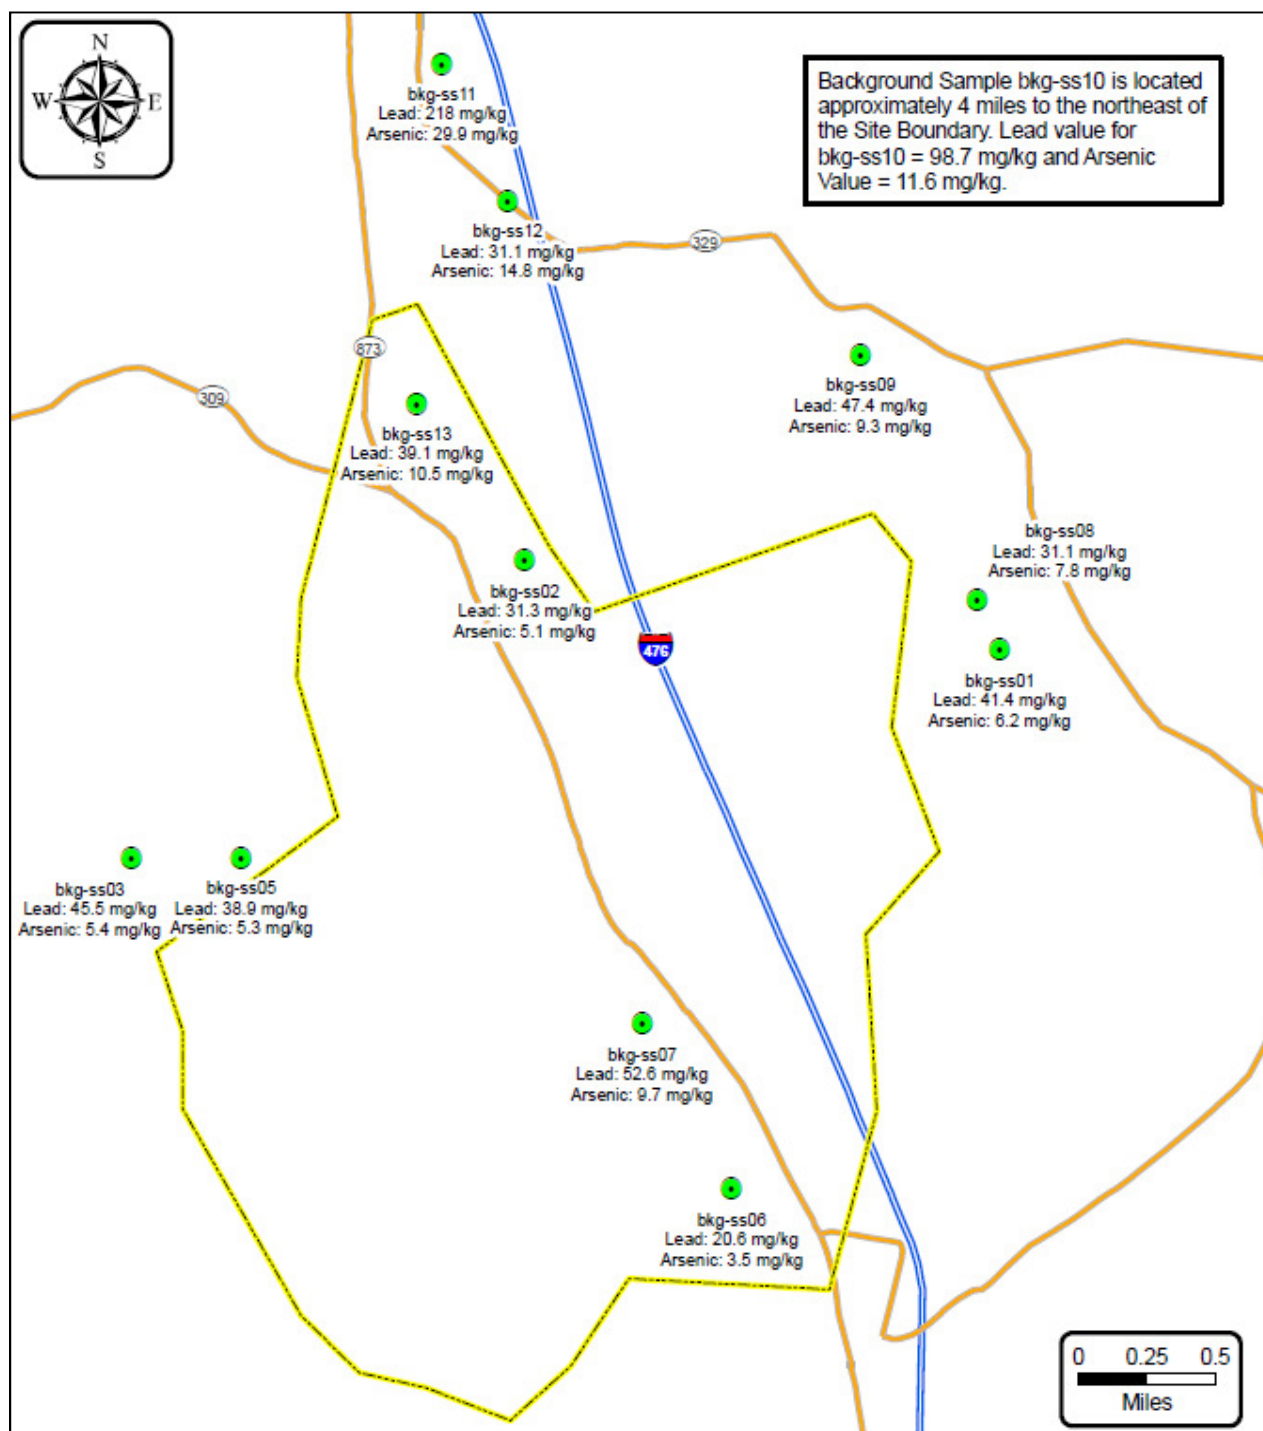 N
W E
S
Background Sample bkg-ss10 is located
approximately 4 miles to the northeast of
the Site Boundary. Lead value for
bkg-ss10 = 98.7 mg/kg and Arsenic
Value = 11.6 mg/kg.
bkg-ss11
Lead: 218 mg/kg
Arsenic: 29.9 mg/kg
bkg-ss12
Lead: 31.1 mg/kg
Arsenic: 14.8 mg/kg
329
873
309
bkg-ss09
Lead: 47.4 mg/kg
Arsenic: 9.3 mg/kg
bkg-ss13
Lead: 39.1 mg/kg
Arsenic: 10.5 mg/kg
bkg-ss08
Lead: 31.1 mg/kg
Arsenic: 7.8 mg/kg
bkg-ss02
Lead: 31.3 mg/kg
Arsenic: 5.1 mg/kg
476
bkg-ss01
Lead: 41.4 mg/kg
Arsenic: 6.2 mg/kg
bkg-ss03
Lead: 45.5 mg/kg
Arsenic: 5.4 mg/kg
bkg-ss05
Lead: 38.9 mg/kg
Arsenic: 5.3 mg/kg
bkg-ss07
Lead: 52.6 mg/kg
Arsenic: 9.7 mg/kg
bkg-ss06
Lead: 20.6 mg/kg
Arsenic: 3.5 mg/kg
0 0.25 0.5
Miles